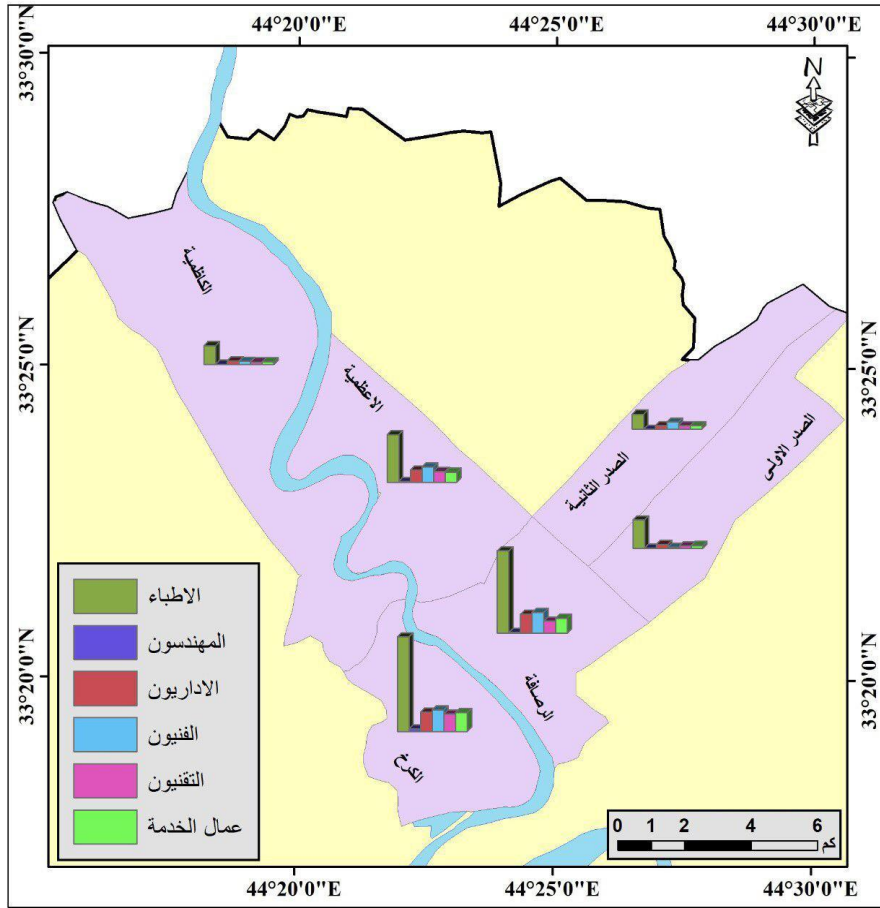 44°20'0"E 44°25'0"E 44°30'0"E
33°30'0"N
N
الكاظمية
33°25'0"N
33°25'0"N
الاعظمية
الصدر الثانية
الصدر الاولى
33°20'0"N
33°20'0"N
الرصافة
الكرخ
الاطباء
المهندسون
الاداريون
الفنيون
التقنيون
عمال الخدمة
0 1 2 4 6
كم
44°20'0"E 44°25'0"E 44°30'0"E